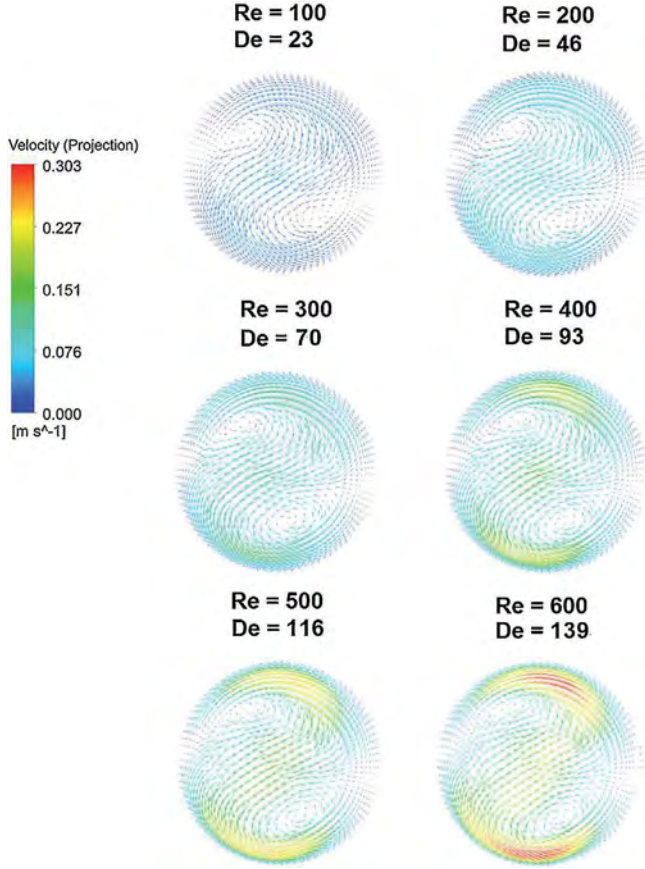 Re = 100
De = 23
Re = 200
De = 46
Velocity (Projection)
0.303
0.227
0.151
0.076
0.000
[m s^-1]
Re = 300
De = 70
Re = 400
De = 93
Re = 500
De = 116
Re = 600
De = 139